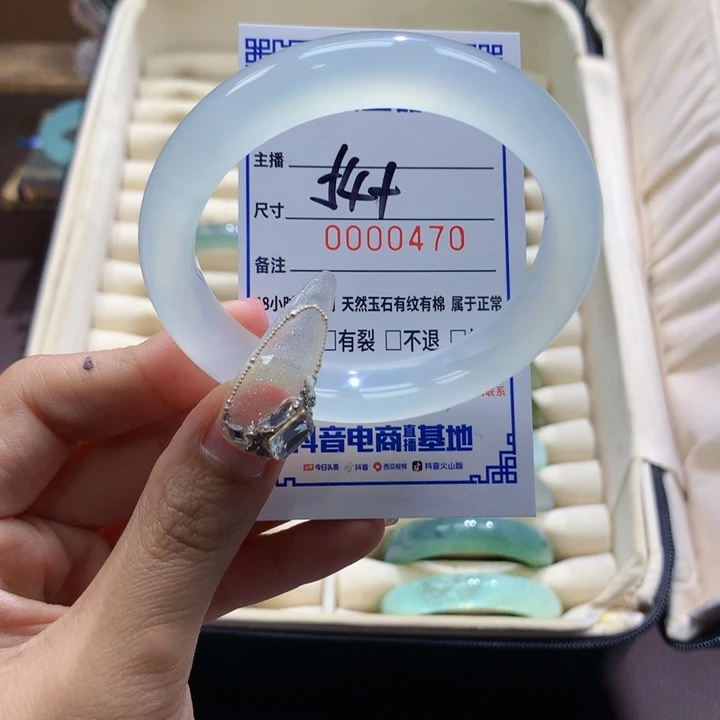 主播
尺寸
0000470
备注
天然玉石有纹有棉 属于正常
□有裂 □不退
联系
抖音电商直播基地
今日头条 抖音 西瓜视频 抖音火山版